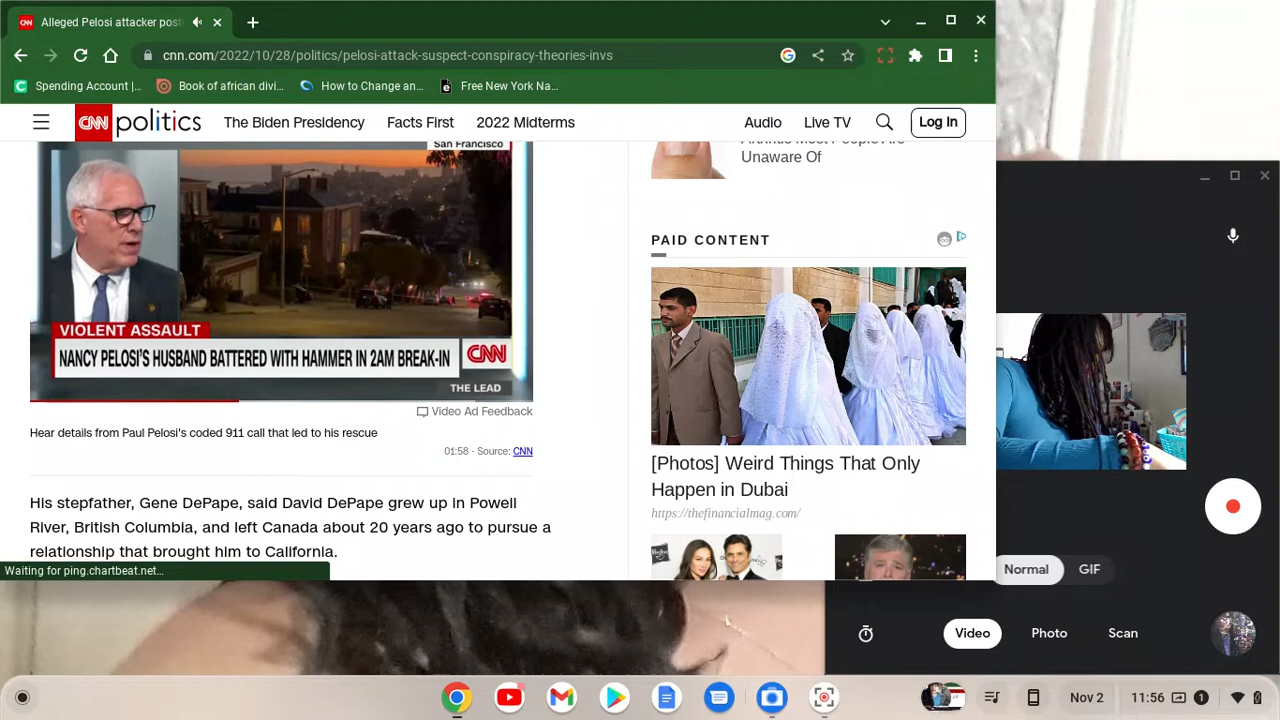 CNN Alleged Pelosi attacker post
cnn.com/2022/10/28/politics/pelosi-attack-suspect-conspiracy-theories-invs
Spending Account |... Book of african divi... How to Change an... Free New York Na...
CNN politics The Biden Presidency Facts First 2022 Midterms Audio Live TV Log In
San Francisco
VIOLENT ASSAULT
NANCY PELOSI'S HUSBAND BATTERED WITH HAMMER IN 2AM BREAK-IN CNN
THE LEAD
Video Ad Feedback
Hear details from Paul Pelosi's coded 911 call that led to his rescue
01:58 - Source: CNN
His stepfather, Gene DePape, said David DePape grew up in Powell
River, British Columbia, and left Canada about 20 years ago to pursue a
relationship that brought him to California.
Waiting for ping.chartbeat.net...
Arthritis Most People Are
Unaware Of
PAID CONTENT
[Photos] Weird Things That Only
Happen in Dubai
https://thefinancialmag.com/
Normal GIF
Video Photo Scan
Nov 2 11:56 1